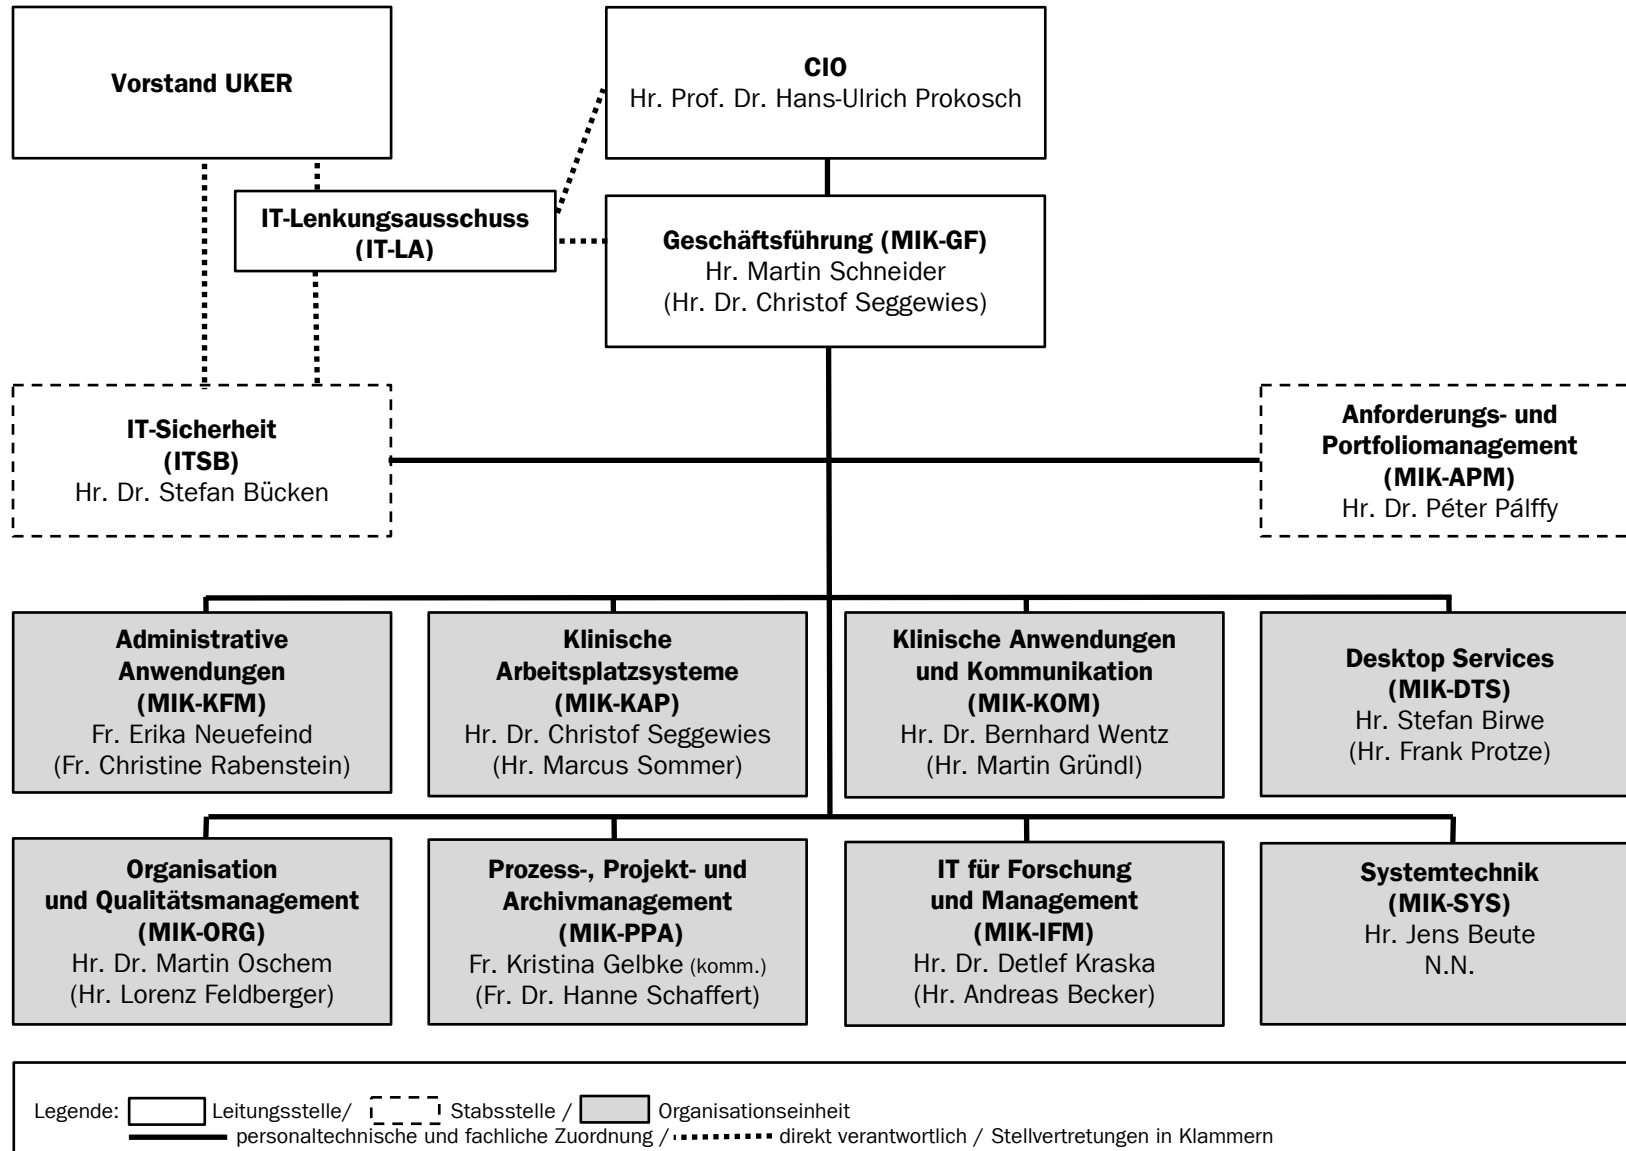 Vorstand UKER
CIO
Hr. Prof. Dr. Hans-Ulrich Prokosch
IT-Lenkungsausschuss
(IT-LA)
Geschäftsführung (MIK-GF)
Hr. Martin Schneider
(Hr. Dr. Christof Seggewies)
IT-Sicherheit
(ITSB)
Hr. Dr. Stefan Bücken
Anforderungs- und
Portfoliomanagement
(MIK-APM)
Hr. Dr. Péter Pálffy
Administrative
Anwendungen
(MIK-KFM)
Fr. Erika Neuefeind
(Fr. Christine Rabenstein)
Klinische
Arbeitsplatzsysteme
(MIK-KAP)
Hr. Dr. Christof Seggewies
(Hr. Marcus Sommer)
Klinische Anwendungen
und Kommunikation
(MIK-KOM)
Hr. Dr. Bernhard Wentz
(Hr. Martin Gründl)
Desktop Services
(MIK-DTS)
Hr. Stefan Birwe
(Hr. Frank Protze)
Organisation
und Qualitätsmanagement
(MIK-ORG)
Hr. Dr. Martin Oschem
(Hr. Lorenz Feldberger)
Prozess-, Projekt- und
Archivmanagement
(MIK-PPA)
Fr. Kristina Gelbke (komm.)
(Fr. Dr. Hanne Schaffert)
IT für Forschung
und Management
(MIK-IFM)
Hr. Dr. Detlef Kraska
(Hr. Andreas Becker)
Systemtechnik
(MIK-SYS)
Hr. Jens Beute
N.N.
Legende: Leitungsstelle/ Stabsstelle / Organisationseinheit
personaltechnische und fachliche Zuordnung / direkt verantwortlich / Stellvertretungen in Klammern